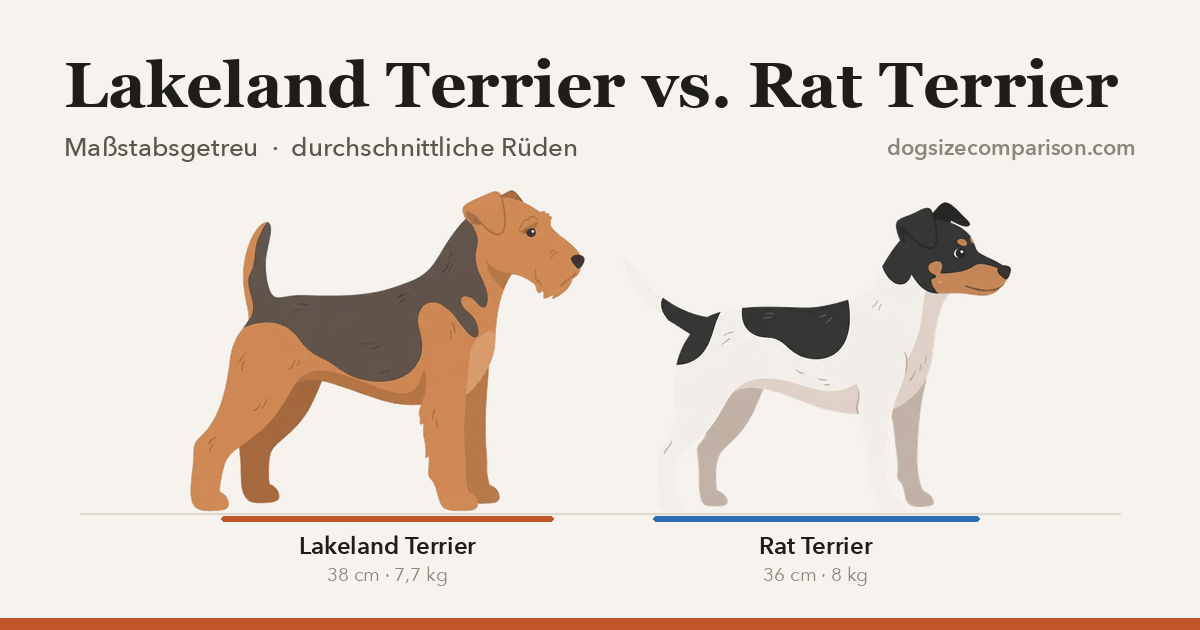 Lakeland Terrier vs. Rat Terrier
Maßstabsgetreu · durchschnittliche Rüden
dogsizecomparison.com
Lakeland Terrier
38 cm · 7,7 kg
Rat Terrier
36 cm · 8 kg